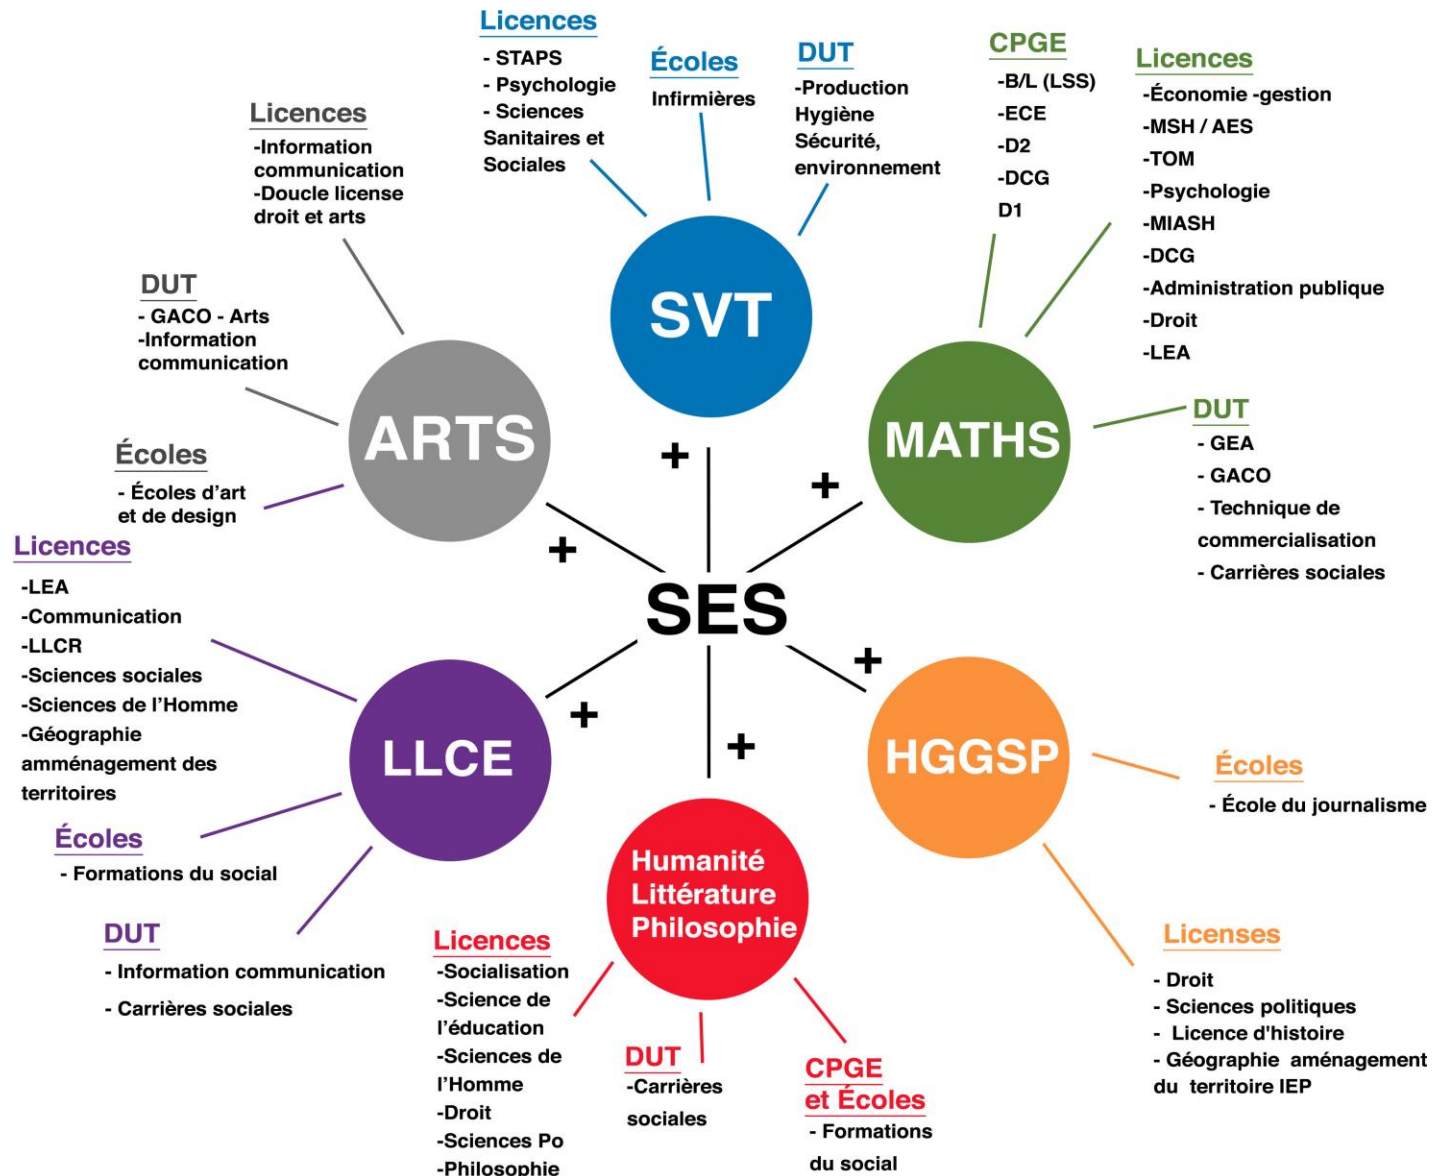 Licences
- STAPS
- Psychologie
- Sciences
Sanitaires et
Sociales
Écoles
Infirmières
DUT
-Production
Hygiène
Sécurité,
environnement
SVT
CPGE
-B/L (LSS)
-ECE
-D2
-DCG
D1
Licences
-Économie -gestion
-MSH / AES
-TOM
-Psychologie
-MIASH
-DCG
-Administration publique
-Droit
-LEA
DUT
- GEA
- GACO
- Technique de
commercialisation
- Carrières sociales
MATHS
Licences
-Information
communication
-Doucle license
droit et arts
DUT
- GACO - Arts
-Information
communication
Écoles
- Écoles d'art
et de design
ARTS
+
+
+
SES
+
+
+
Licences
-LEA
-Communication
-LLCR
-Sciences sociales
-Sciences de l'Homme
-Géographie
amménagement des
territoires
Écoles
- Formations du social
DUT
- Information communication
- Carrières sociales
LLCE
Humanité
Littérature
Philosophie
Licences
-Socialisation
-Science de
l'éducation
-Sciences de
l'Homme
-Droit
-Sciences Po
-Philosophie
DUT
-Carrières
sociales
CPGE
et Écoles
- Formations
du social
HGGSP
Écoles
- École du journalisme
Licenses
- Droit
- Sciences politiques
- Licence d'histoire
- Géographie aménagement
du territoire IEP